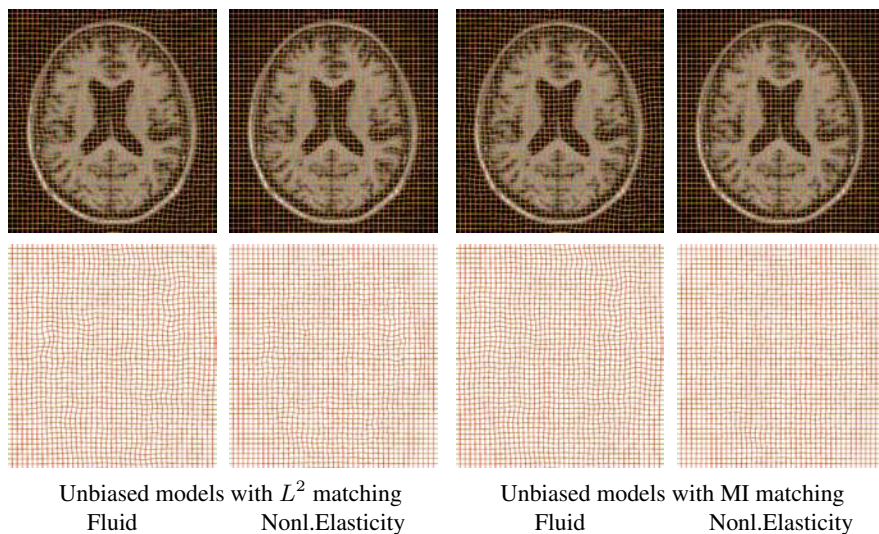 Unbiased models with L² matching
Fluid Nonl.Elasticity
Unbiased models with MI matching
Fluid Nonl.Elasticity